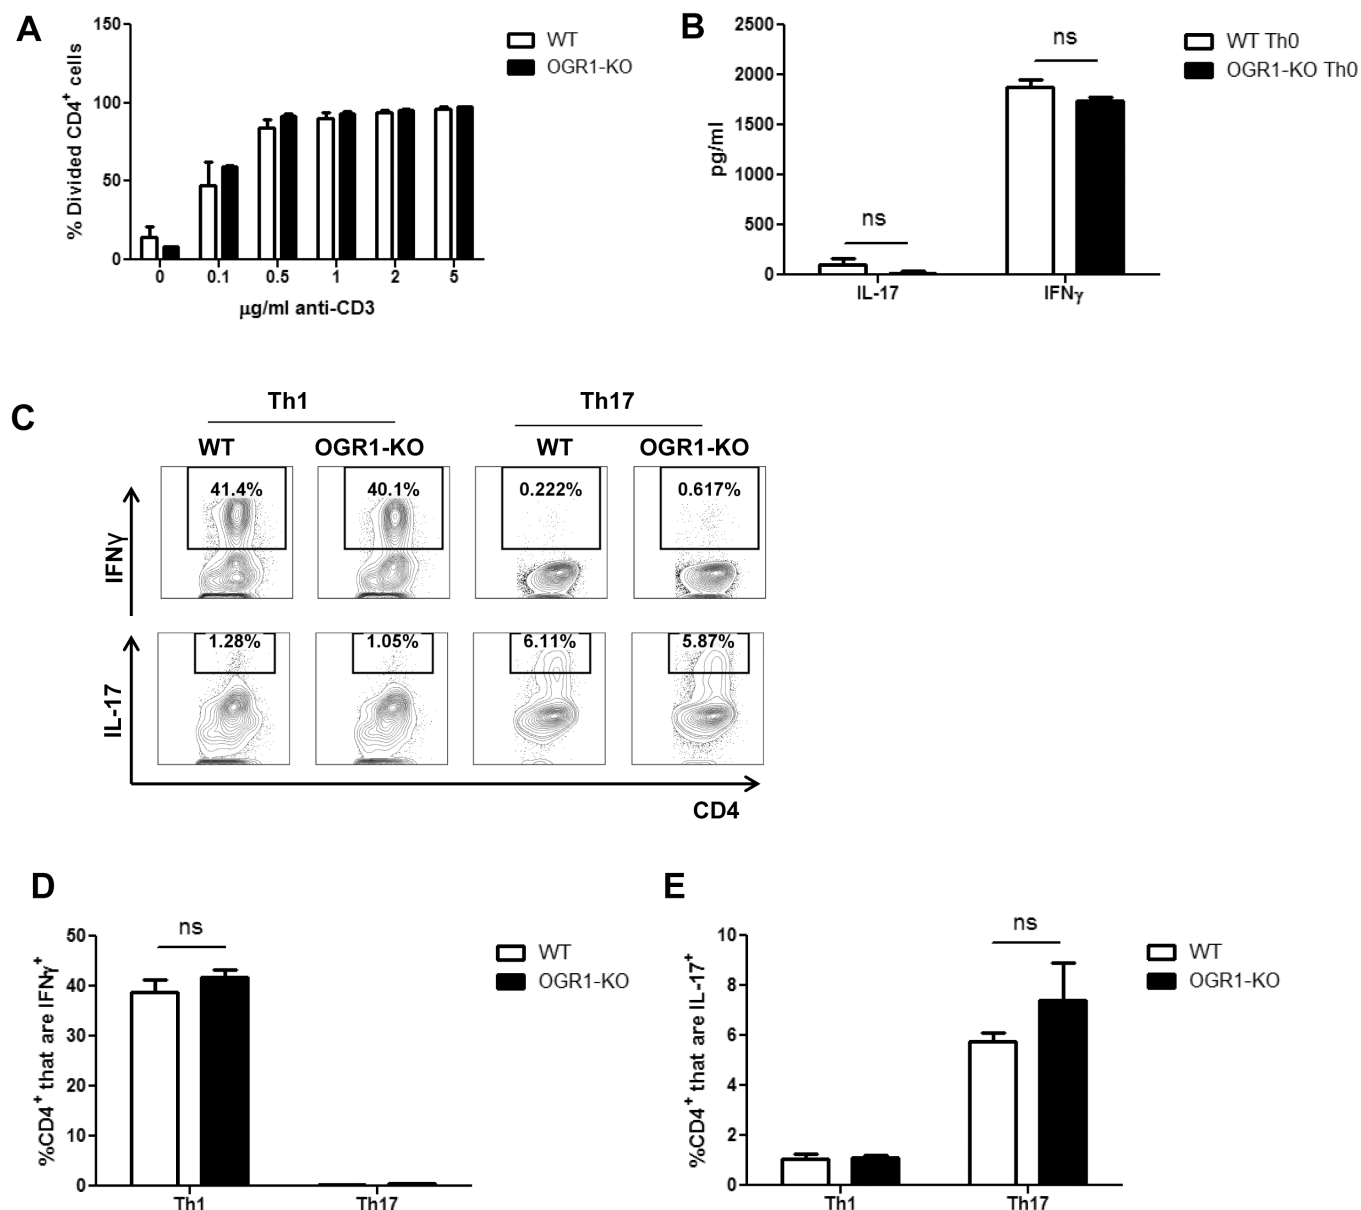 A
150
100
50
0
% Divided CD4+ cells
0 0.1 0.5 1 2 5
μg/ml anti-CD3
WT
OGR1-KO
B
2500
2000
1500
1000
500
0
pg/ml
ns
ns
IL-17 IFNγ
WT Th0
OGR1-KO Th0
C
Th1 Th17
WT OGR1-KO WT OGR1-KO
IFNγ
41.4% 40.1% 0.222% 0.617%
IL-17
1.28% 1.05% 6.11% 5.87%
CD4
D
50
40
30
20
10
0
%CD4+ that are IFNγ+
ns
Th1 Th17
WT
OGR1-KO
E
10
8
6
4
2
0
%CD4+ that are IL-17+
ns
Th1 Th17
WT
OGR1-KO